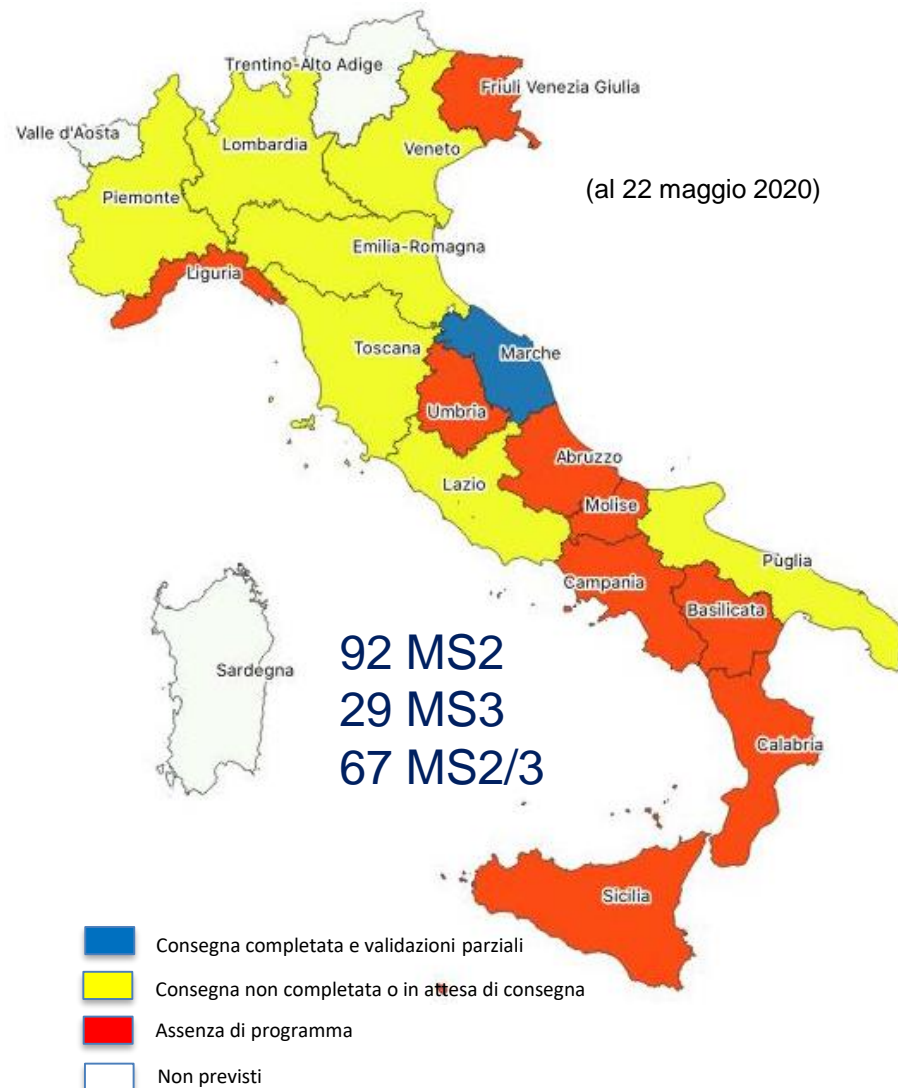 Trentino-Alto Adige
Friuli Venezia Giulia
Valle d'Aosta
Lombardia
Veneto
Piemonte
(al 22 maggio 2020)
Emilia-Romagna
Liguria
Toscana
Marche
Umbria
Abruzzo
Lazio
Molise
Puglia
Campania
Basilicata
Sardegna
92 MS2
29 MS3
67 MS2/3
Calabria
Sicilia
Consegna completata e validazioni parziali
Consegna non completata o in attesa di consegna
Assenza di programma
Non previsti